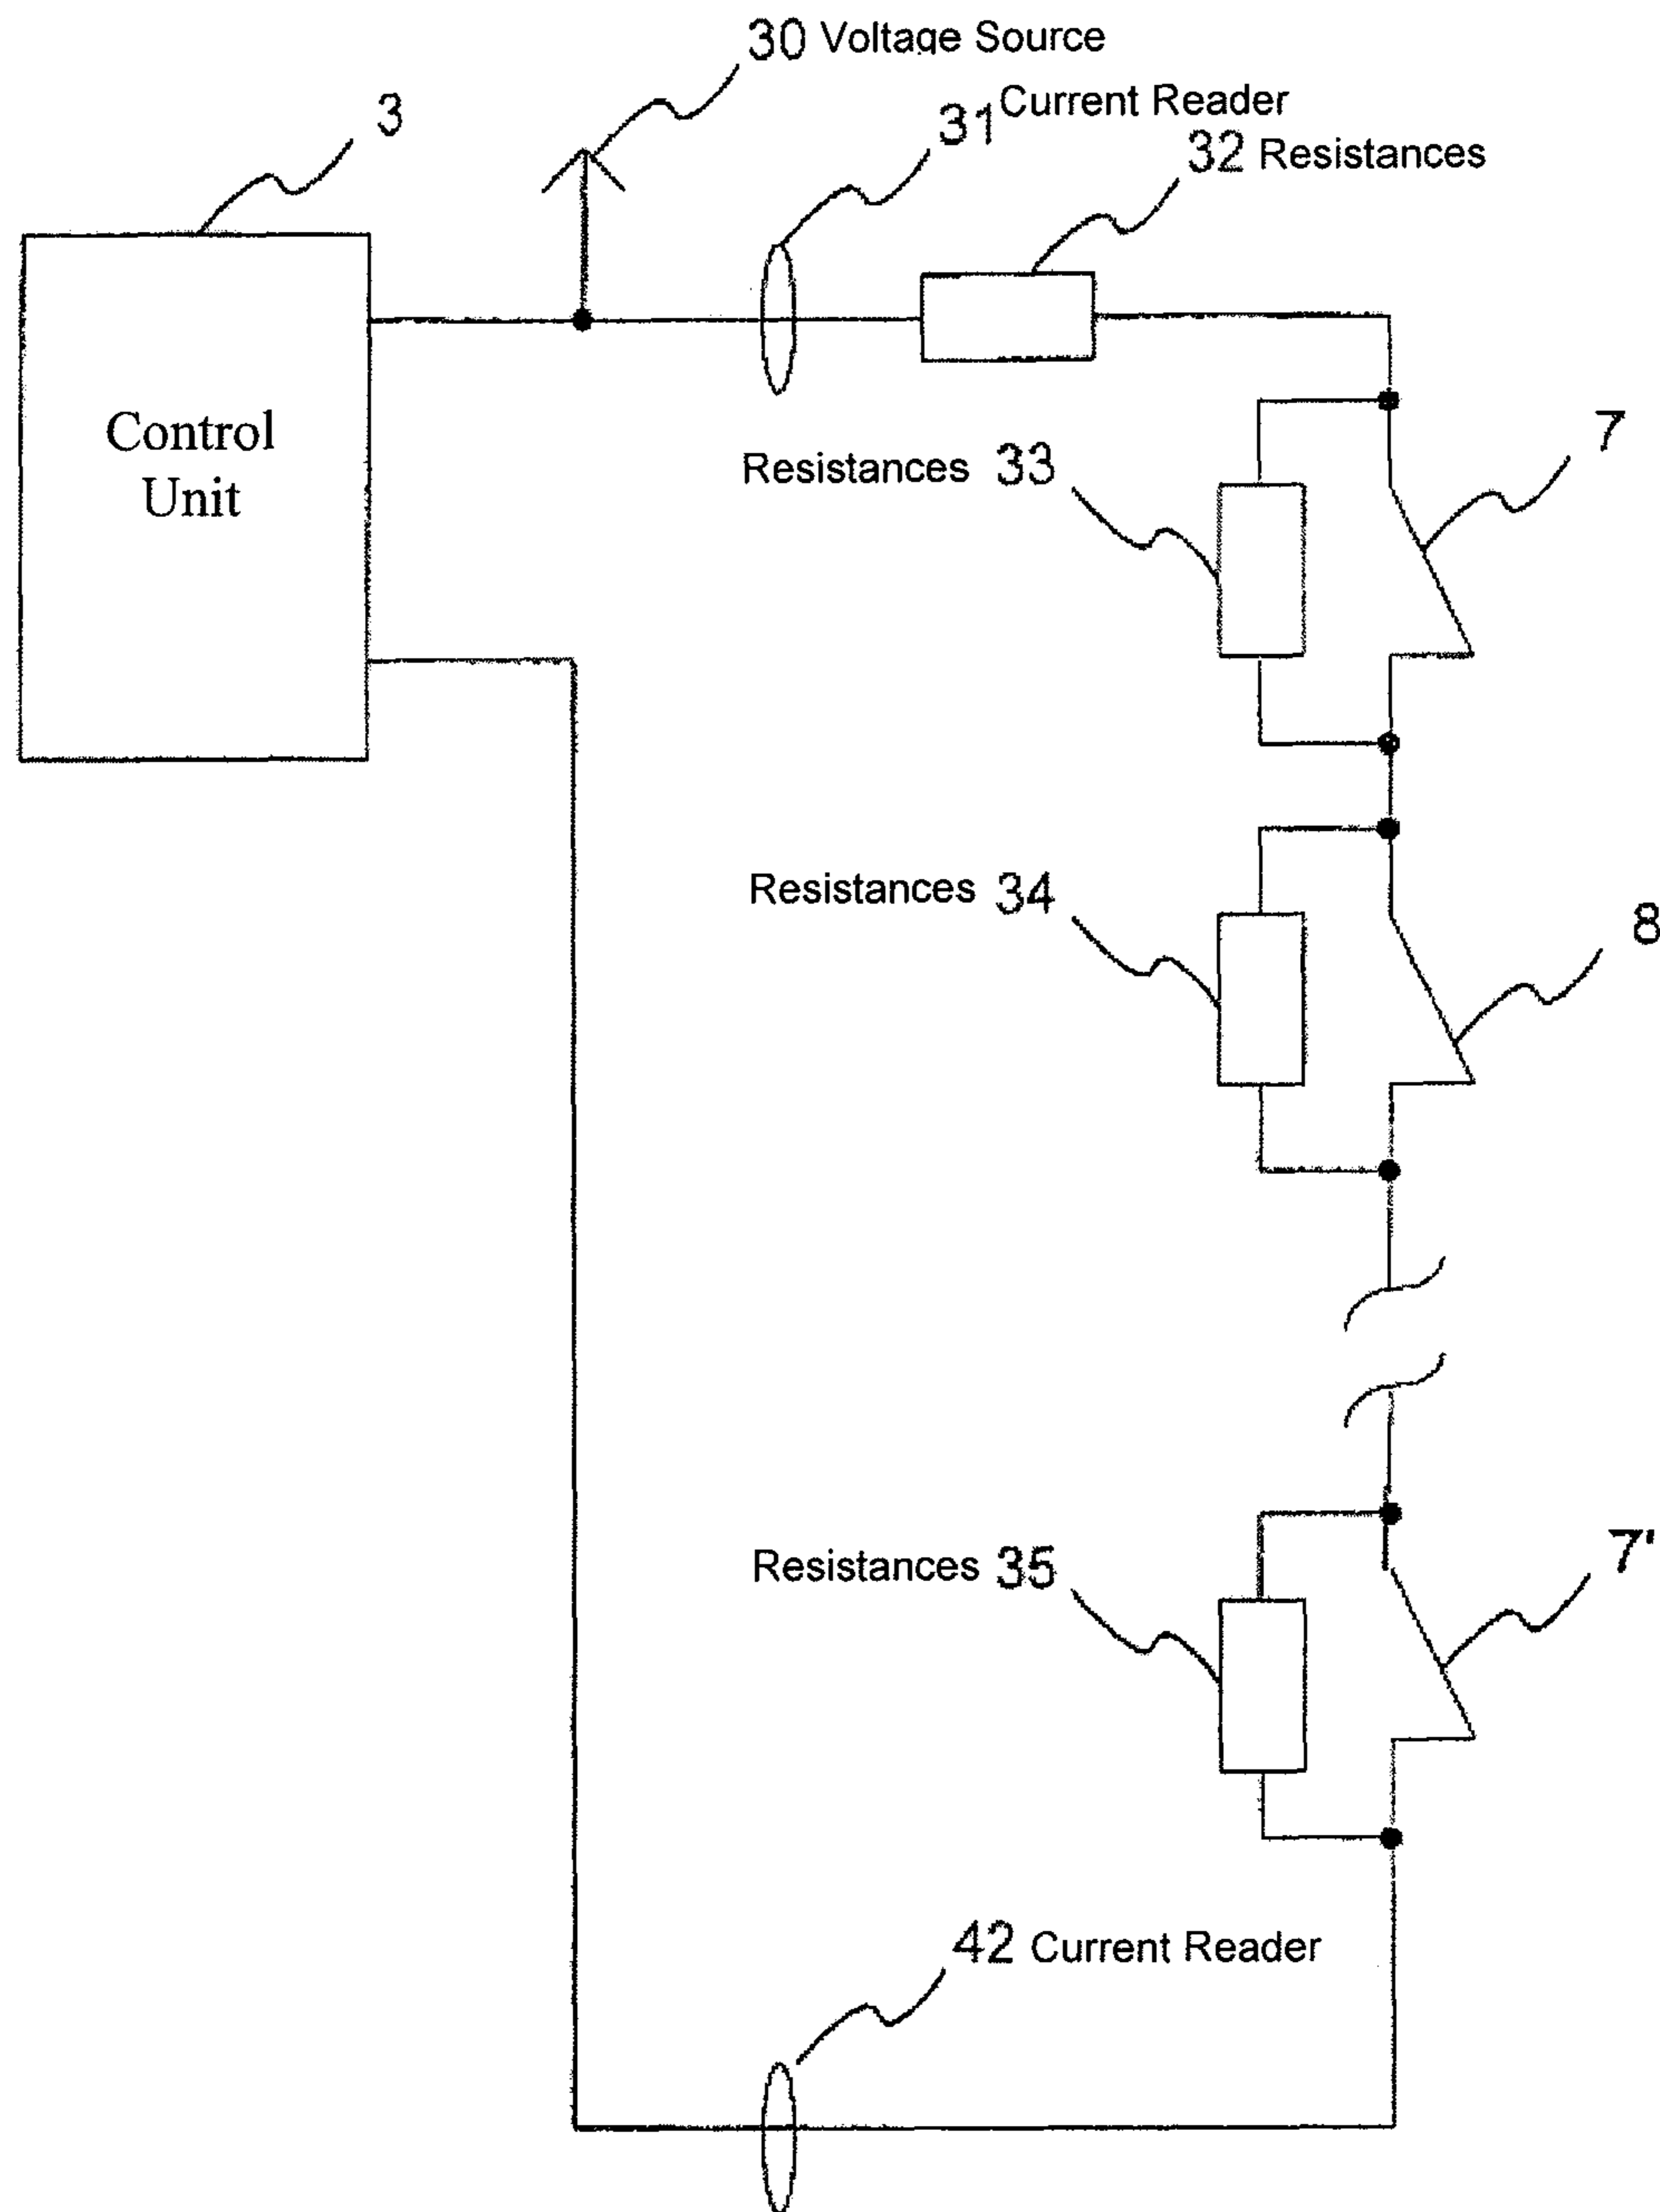 30 Voltage Source
3
31 Current Reader
32 Resistances
Control
Unit
7
Resistances 33
Resistances 34
8
Resistances 35
7'
42 Current Reader